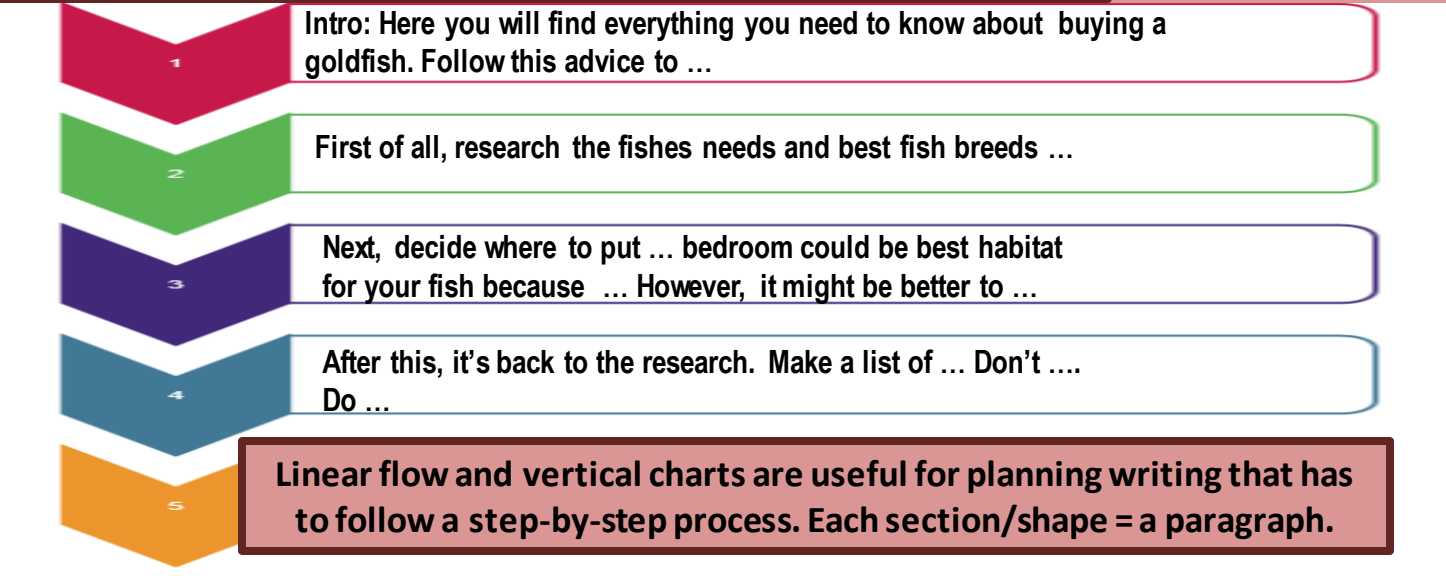 1
Intro: Here you will find everything you need to know about buying a
goldfish. Follow this advice to …
2
First of all, research the fishes needs and best fish breeds …
3
Next, decide where to put … bedroom could be best habitat
for your fish because … However, it might be better to …
4
After this, it's back to the research. Make a list of … Don't ….
Do …
5
Linear flow and vertical charts are useful for planning writing that has
to follow a step-by-step process. Each section/shape = a paragraph.